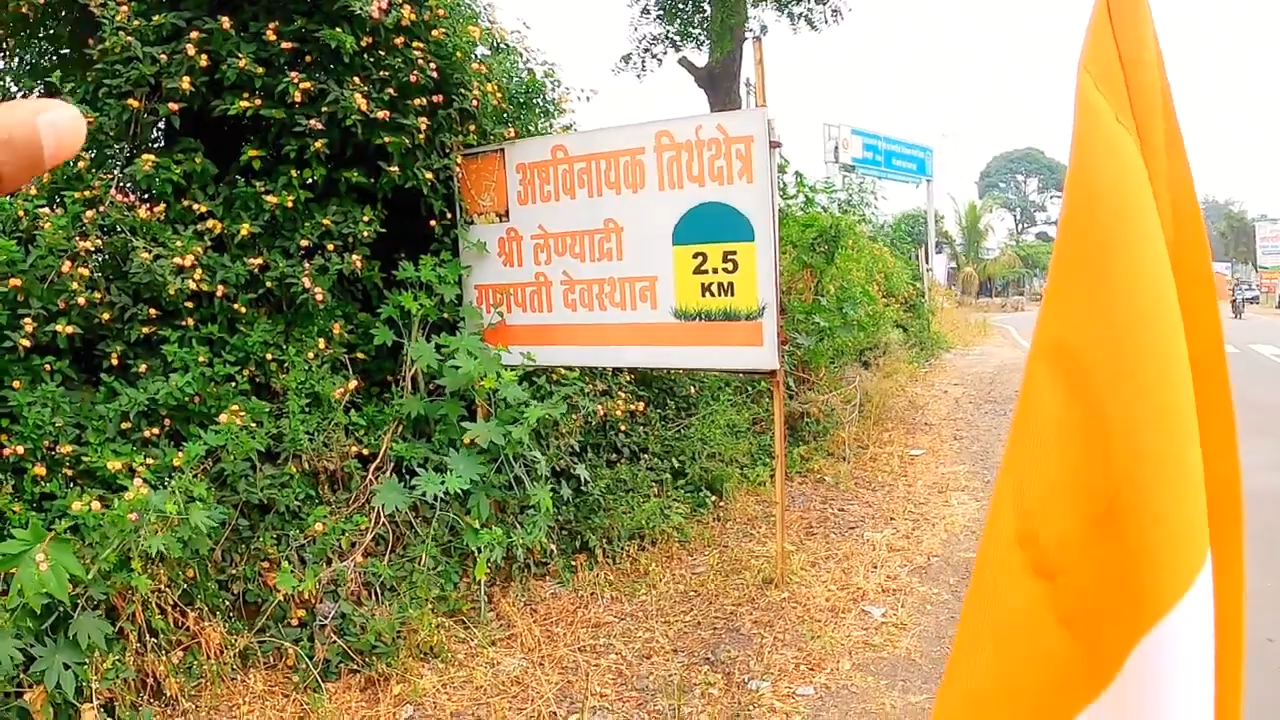 अष्टविनायक तिर्थक्षेत्र
श्री लेण्याद्री
गणपती देवस्थान
2.5
KM